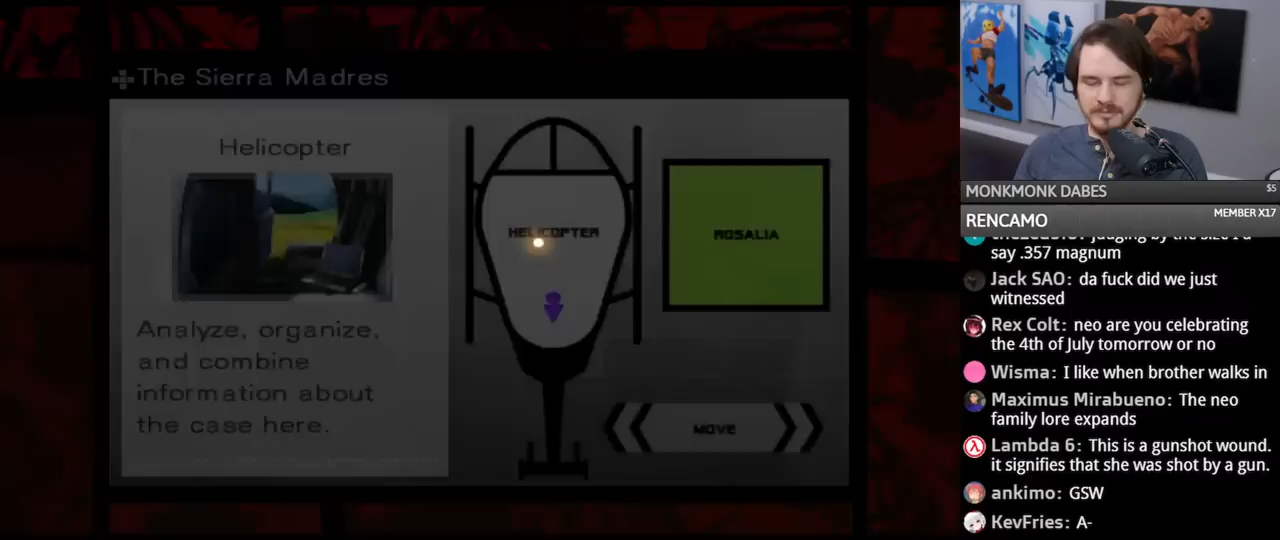 The Sierra Madres
Helicopter
Analyze, organize,
and combine
information about
the case here.
HELICOPTER
ROSALIA
MOVE
MONKMONK DABES
$5
RENCAMO
MEMBER X17
say .357 magnum
Jack SAO: da fuck did we just
witnessed
Rex Colt: neo are you celebrating
the 4th of July tomorrow or no
Wisma: I like when brother walks in
Maximus Mirabueno: The neo
family lore expands
Lambda 6: This is a gunshot wound.
it signifies that she was shot by a gun.
ankimo: GSW
KevFries: A-